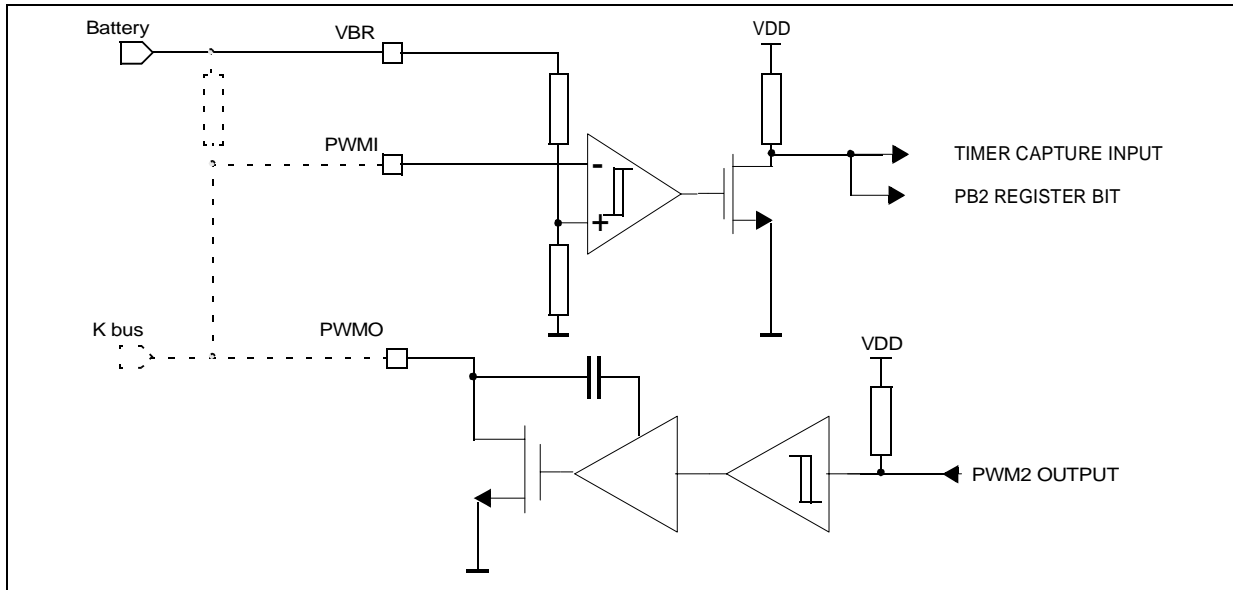 Battery
VBR
VDD
PWMI
-
+
TIMER CAPTURE INPUT
PB2 REGISTER BIT
K bus
PWMO
VDD
PWM2 OUTPUT